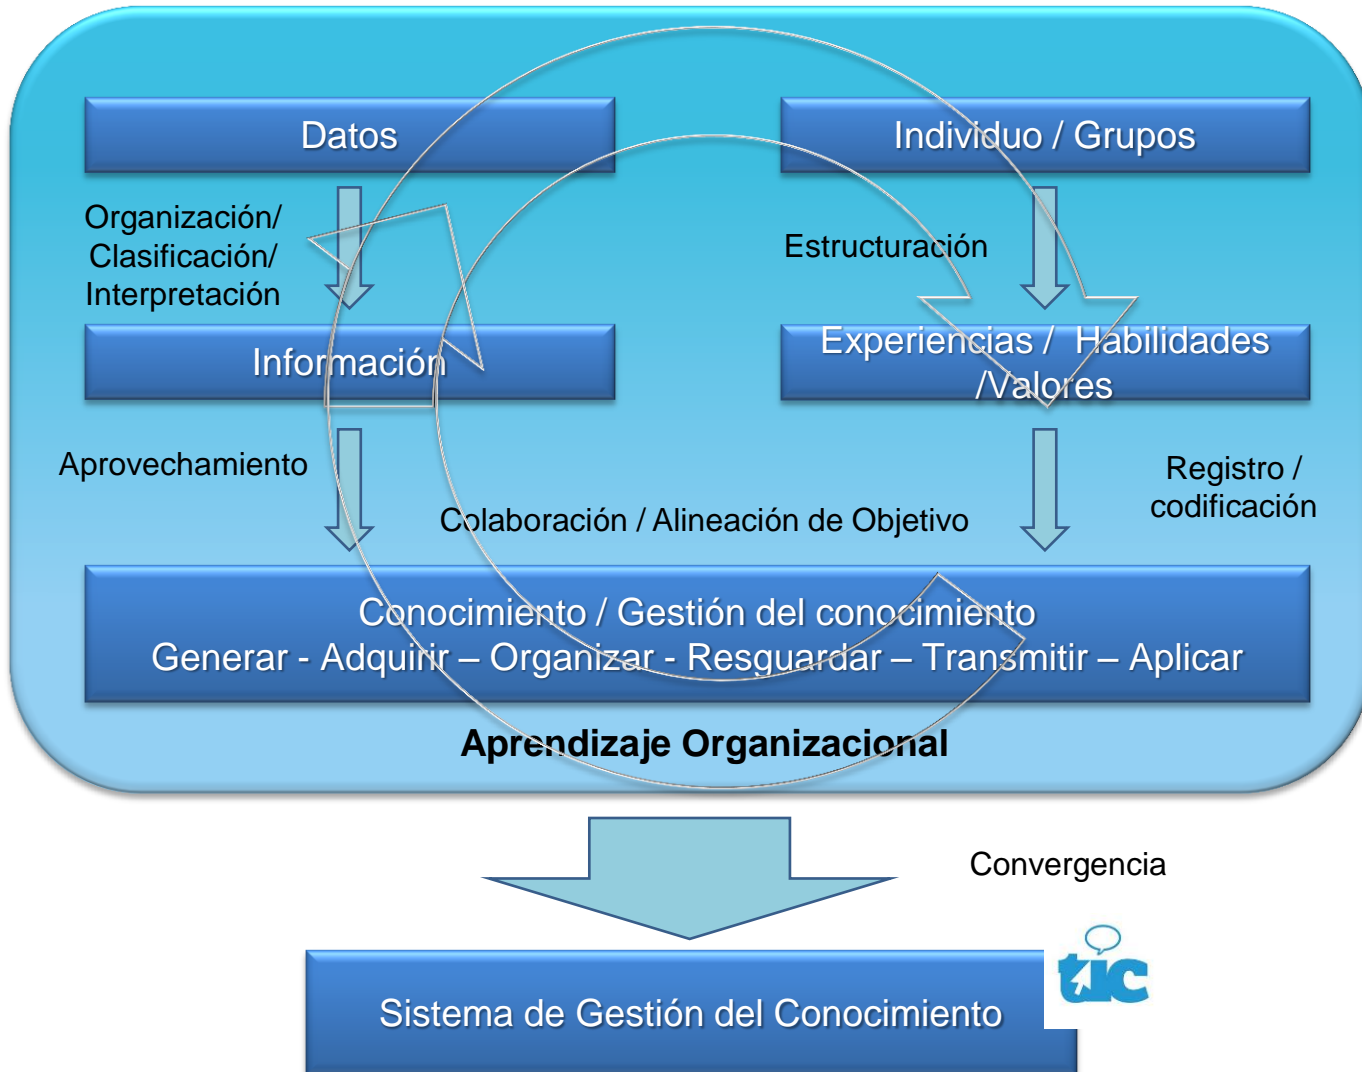 Datos
Individuo / Grupos
Organización/
Clasificación/
Interpretación
Estructuración
Información
Experiencias / Habilidades
/Valores
Aprovechamiento
Registro /
codificación
Colaboración / Alineación de Objetivo
Conocimiento / Gestión del conocimiento
Generar - Adquirir – Organizar - Resguardar – Transmitir – Aplicar
Aprendizaje Organizacional
Convergencia
tic
Sistema de Gestión del Conocimiento